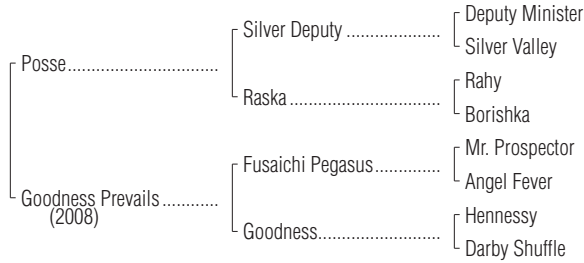 Posse
Silver Deputy
Deputy Minister
Silver Valley
Raska
Rahy
Borishka
Goodness Prevails
(2008)
Fusaichi Pegasus
Mr. Prospector
Angel Fever
Goodness
Hennessy
Darby Shuffle